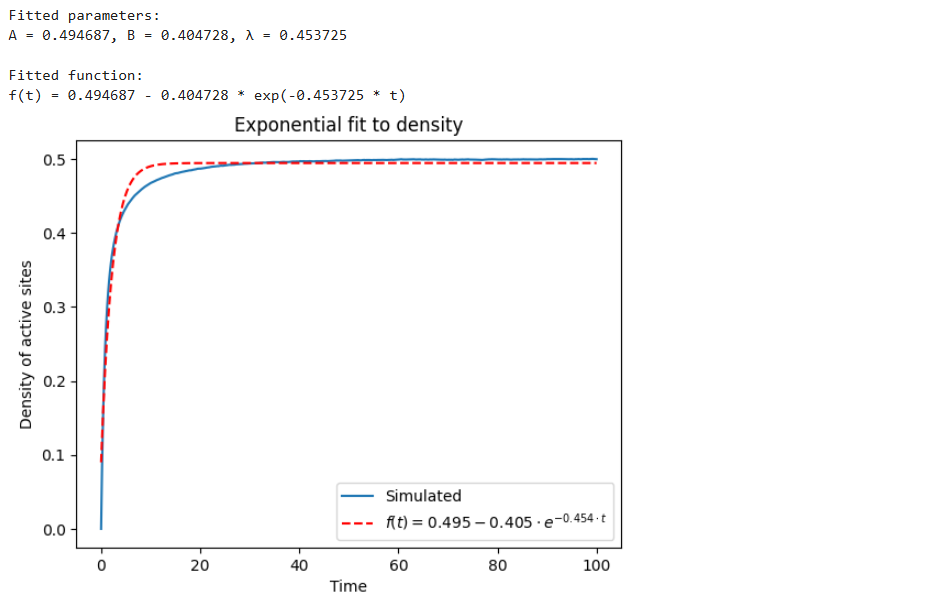 Fitted parameters:
A = 0.494687, B = 0.404728, λ = 0.453725
Fitted function:
f(t) = 0.494687 - 0.404728 * exp(-0.453725 * t)
Exponential fit to density
0.5
0.4
0.3
0.2
0.1
0.0
Density of active sites
Simulated
f(t) = 0.495 − 0.405 · e^{−0.454 · t}
0 20 40 60 80 100
Time